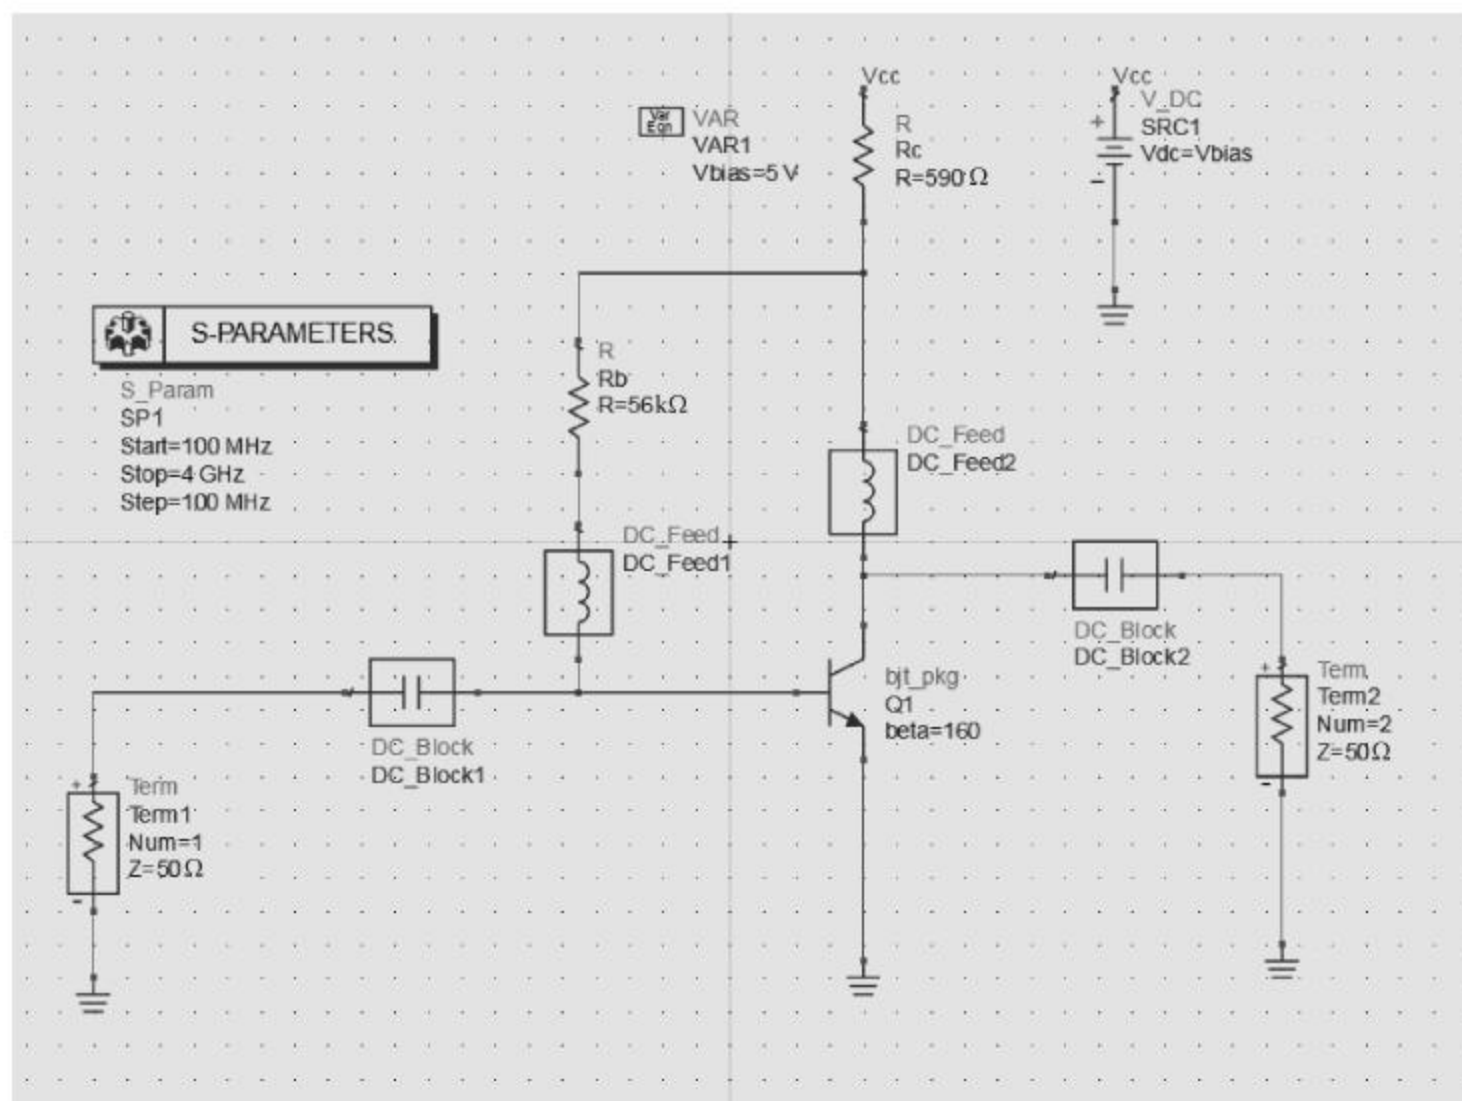 Vcc
Vcc
V_DC
SRC1
Vdc=Vbias
+
-
Var
Eqn
VAR
VAR1
Vbias=5 V
R
Rc
R=590 Ω
S-PARAMETERS
S_Param
SP1
Start=100 MHz
Stop=4 GHz
Step=100 MHz
R
Rb
R=56kΩ
DC_Feed
DC_Feed2
DC_Feed
DC_Feed1
DC_Block
DC_Block2
bjt_pkg
Q1
beta=160
+
Term
Term2
Num=2
Z=50Ω
-
DC_Block
DC_Block1
+
Term
Term1
Num=1
Z=50Ω
-